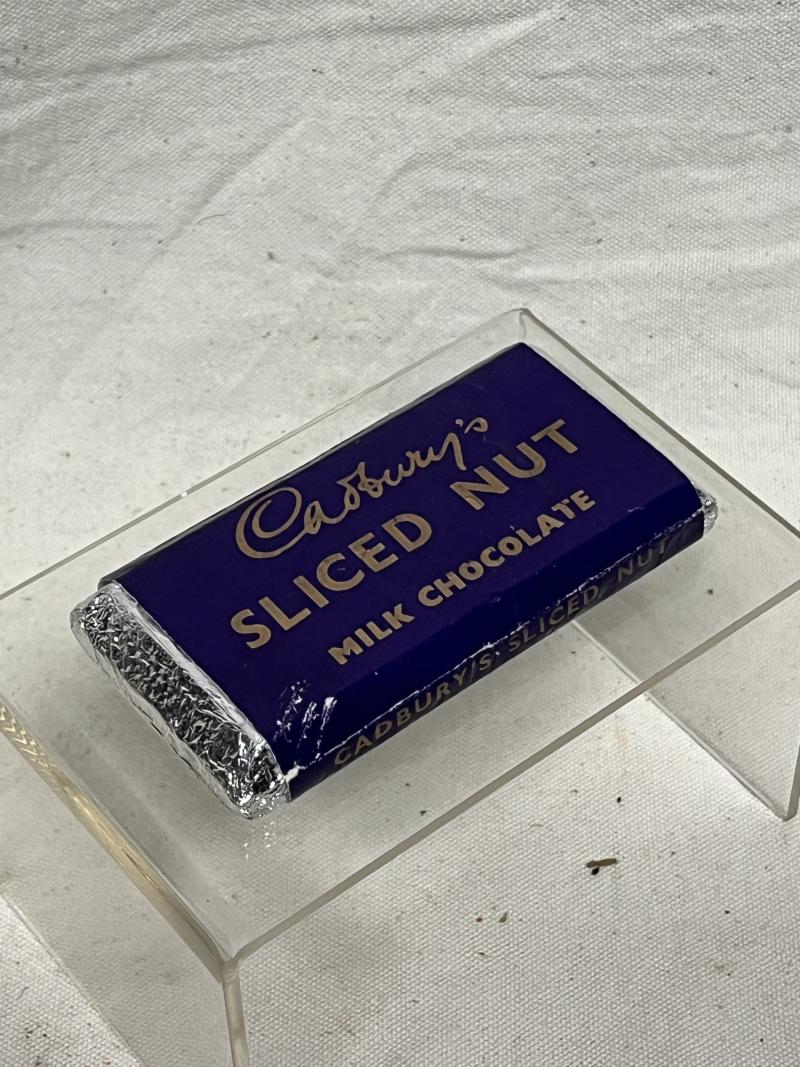 Cadbury's
SLICED NUT
MILK CHOCOLATE
CADBURY'S SLICED NUT